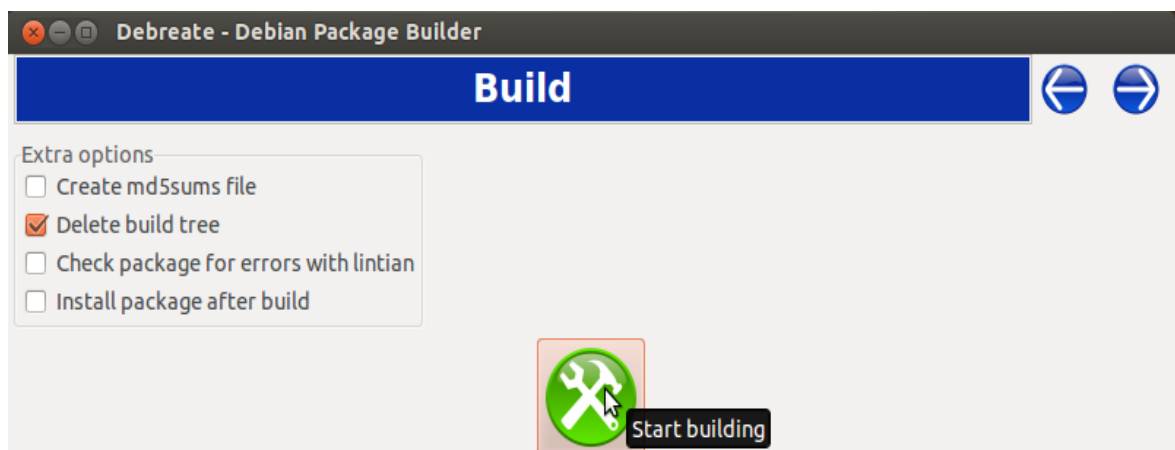 Debreate - Debian Package Builder
Build
Extra options
Create md5sums file
Delete build tree
Check package for errors with lintian
Install package after build
Start building